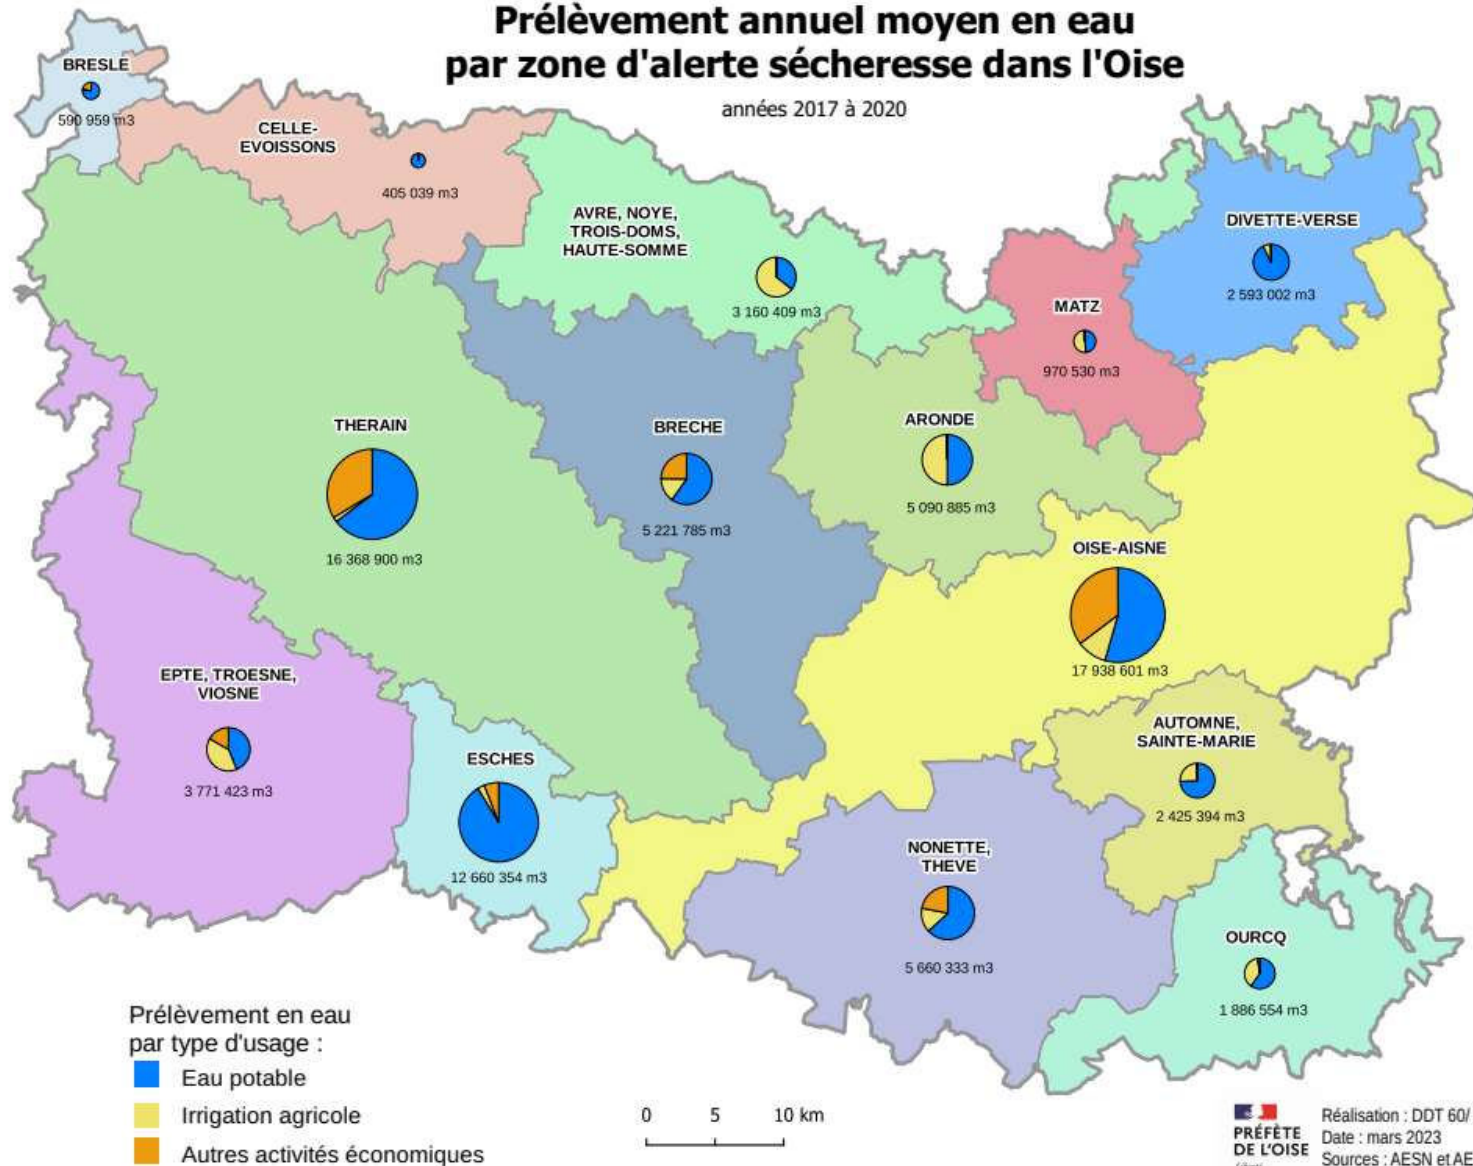 Prélèvement annuel moyen en eau
par zone d'alerte sécheresse dans l'Oise
années 2017 à 2020
BRESLE
590 959 m3
CELLE-
EVOISSONS
405 039 m3
AVRE, NOYE,
TROIS-DOMS,
HAUTE-SOMME
3 160 409 m3
DIVETTE-VERSE
2 593 002 m3
MATZ
970 530 m3
THERAIN
16 368 900 m3
BRECHE
5 221 785 m3
ARONDE
5 090 885 m3
OISE-AISNE
17 938 601 m3
EPTE, TROESNE,
VIOSNE
3 771 423 m3
ESCHES
12 660 354 m3
AUTOMNE,
SAINTE-MARIE
2 425 394 m3
NONETTE,
THEVE
5 660 333 m3
OURCQ
1 886 554 m3
Prélèvement en eau
par type d'usage :
Eau potable
Irrigation agricole
Autres activités économiques
0 5 10 km
PRÉFÈTE
DE L'OISE
Réalisation : DDT 60/
Date : mars 2023
Sources : AESN et AE